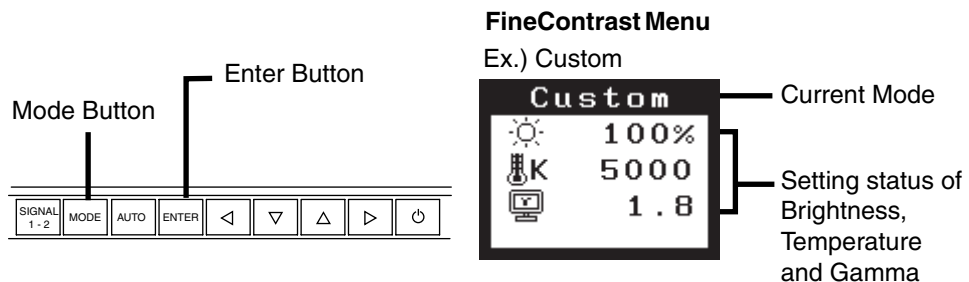 FineContrast Menu
Ex.) Custom
Enter Button
Mode Button
SIGNAL
1 - 2
MODE
AUTO
ENTER
Custom
100%
K 5000
1.8
Current Mode
Setting status of
Brightness,
Temperature
and Gamma